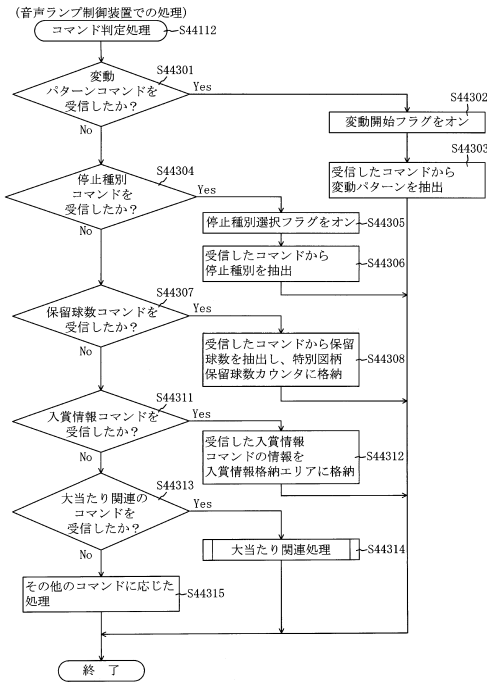 (音声ランプ制御装置での処理)
コマンド判定処理
S44112
変動
パターンコマンドを
受信したか?
S44301
Yes
No
S44302
変動開始フラグをオン
S44303
受信したコマンドから
変動パターンを抽出
停止種別
コマンドを
受信したか?
S44304
Yes
No
停止種別選択フラグをオン
S44305
受信したコマンドから
停止種別を抽出
S44306
保留球数コマンドを
受信したか?
S44307
Yes
No
受信したコマンドから保留
球数を抽出し、特別図柄
保留球数カウンタに格納
S44308
入賞情報コマンドを
受信したか?
S44311
Yes
No
受信した入賞情報
コマンドの情報を
入賞情報格納エリアに格納
S44312
大当たり関連の
コマンドを
受信したか?
S44313
Yes
No
大当たり関連処理
S44314
その他のコマンドに応じた
処理
S44315
終 了